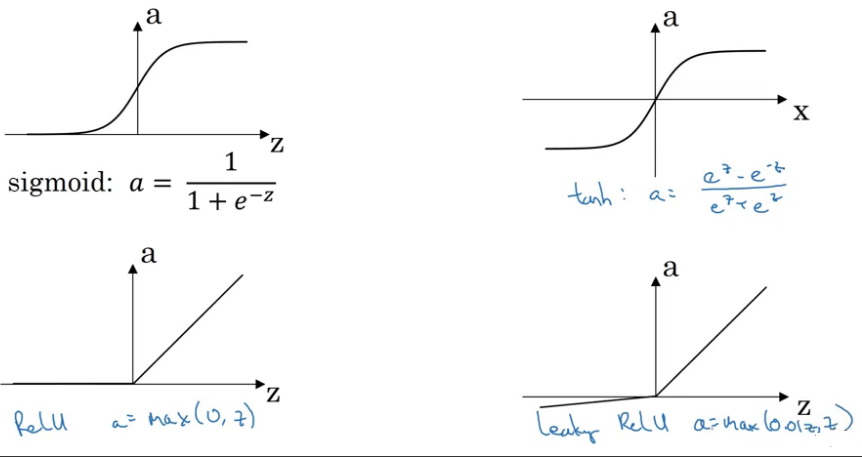 a
z
sigmoid: a = 1 / (1 + e^{-z})
a
x
tanh: a = (e^z - e^{-z}) / (e^z + e^z)
a
z
ReLU a = max(0, z)
a
z
Leaky ReLU a = max(0.01z, z)